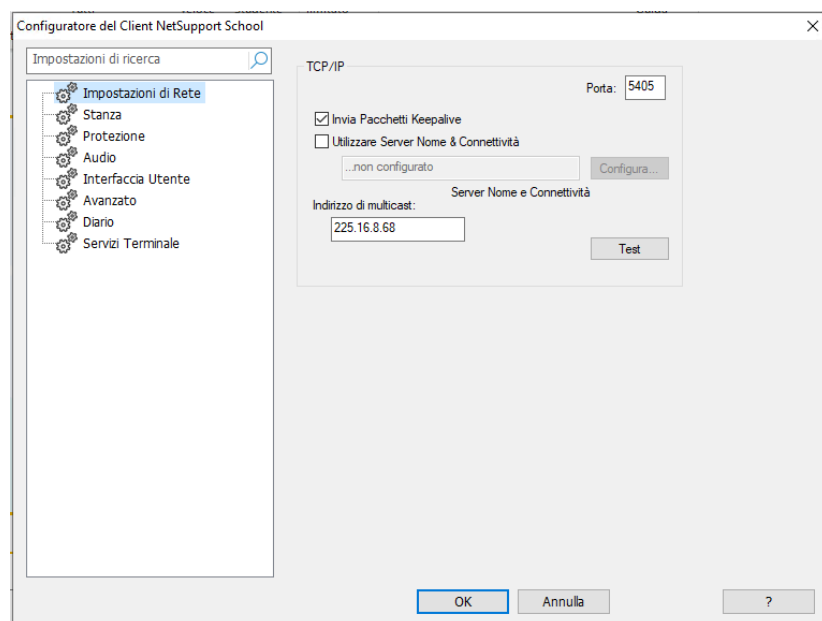 Configuratore del Client NetSupport School
Impostazioni di ricerca
Impostazioni di Rete
Stanza
Protezione
Audio
Interfaccia Utente
Avanzato
Diario
Servizi Terminale
TCP/IP
Porta: 5405
Invia Pacchetti Keepalive
Utilizzare Server Nome & Connettività
...non configurato
Configura...
Server Nome e Connettività
Indirizzo di multicast:
225.16.8.68
Test
OK
Annulla
?